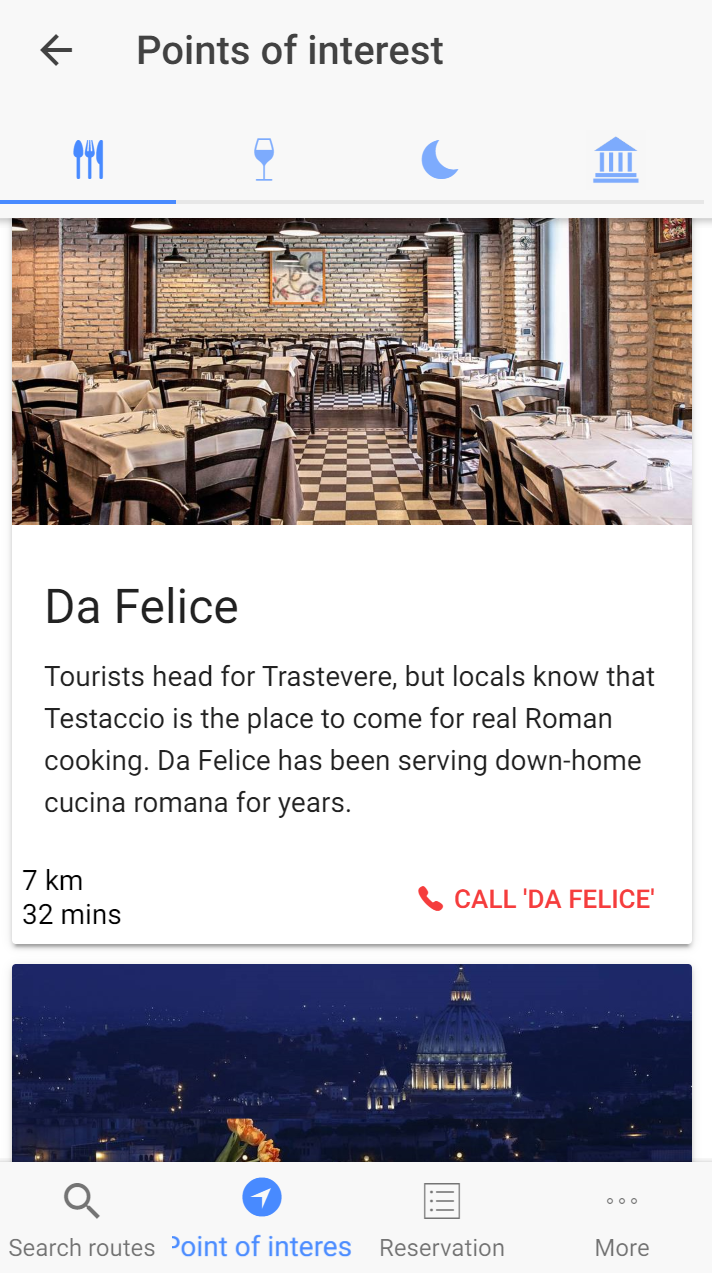 Points of interest
Da Felice
Tourists head for Trastevere, but locals know that
Testaccio is the place to come for real Roman
cooking. Da Felice has been serving down-home
cucina romana for years.
7 km
32 mins
CALL 'DA FELICE'
Search routes
Point of interes
Reservation
More